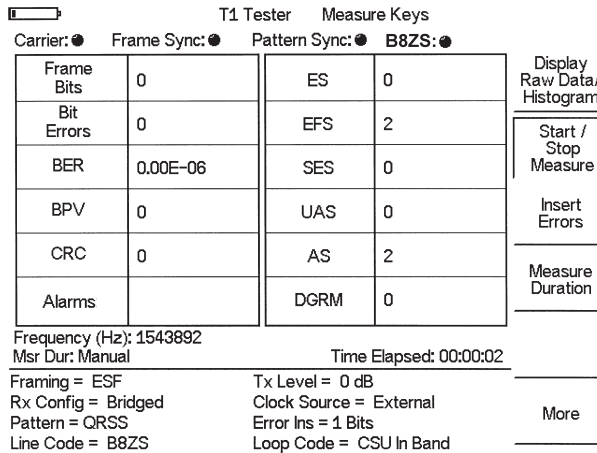 T1 Tester Measure Keys
Carrier: Frame Sync: Pattern Sync: B8ZS:
Frame Bits 0 ES 0
Bit Errors 0 EFS 2
BER 0.00E-06 SES 0
BPV 0 UAS 0
CRC 0 AS 2
Alarms DGRM 0
Frequency (Hz): 1543892
Msr Dur: Manual Time Elapsed: 00:00:02
Framing = ESF Tx Level = 0 dB
Rx Config = Bridged Clock Source = External
Pattern = QRSS Error Ins = 1 Bits
Line Code = B8ZS Loop Code = CSU In Band
Display
Raw Data/
Histogram
Start /
Stop
Measure
Insert
Errors
Measure
Duration
More